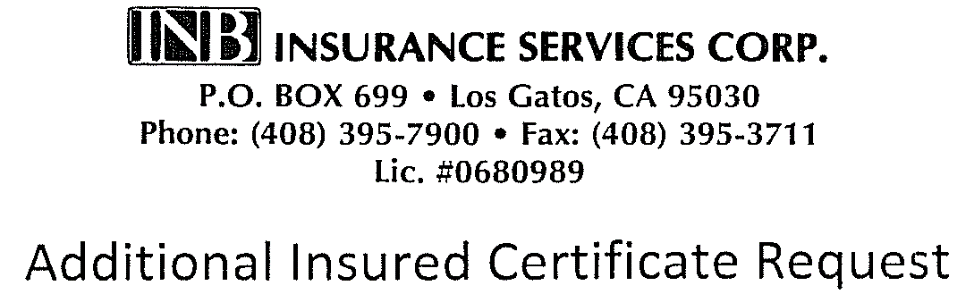 INB INSURANCE SERVICES CORP.
P.O. BOX 699 • Los Gatos, CA 95030
Phone: (408) 395-7900 • Fax: (408) 395-3711
Lic. #0680989
Additional Insured Certificate Request